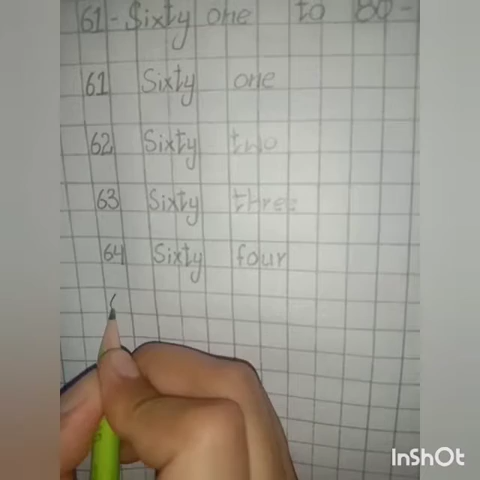 61-Sixty one to 80-
61 Sixty one
62 Sixty two
63 Sixty three
64 Sixty four
InShOt